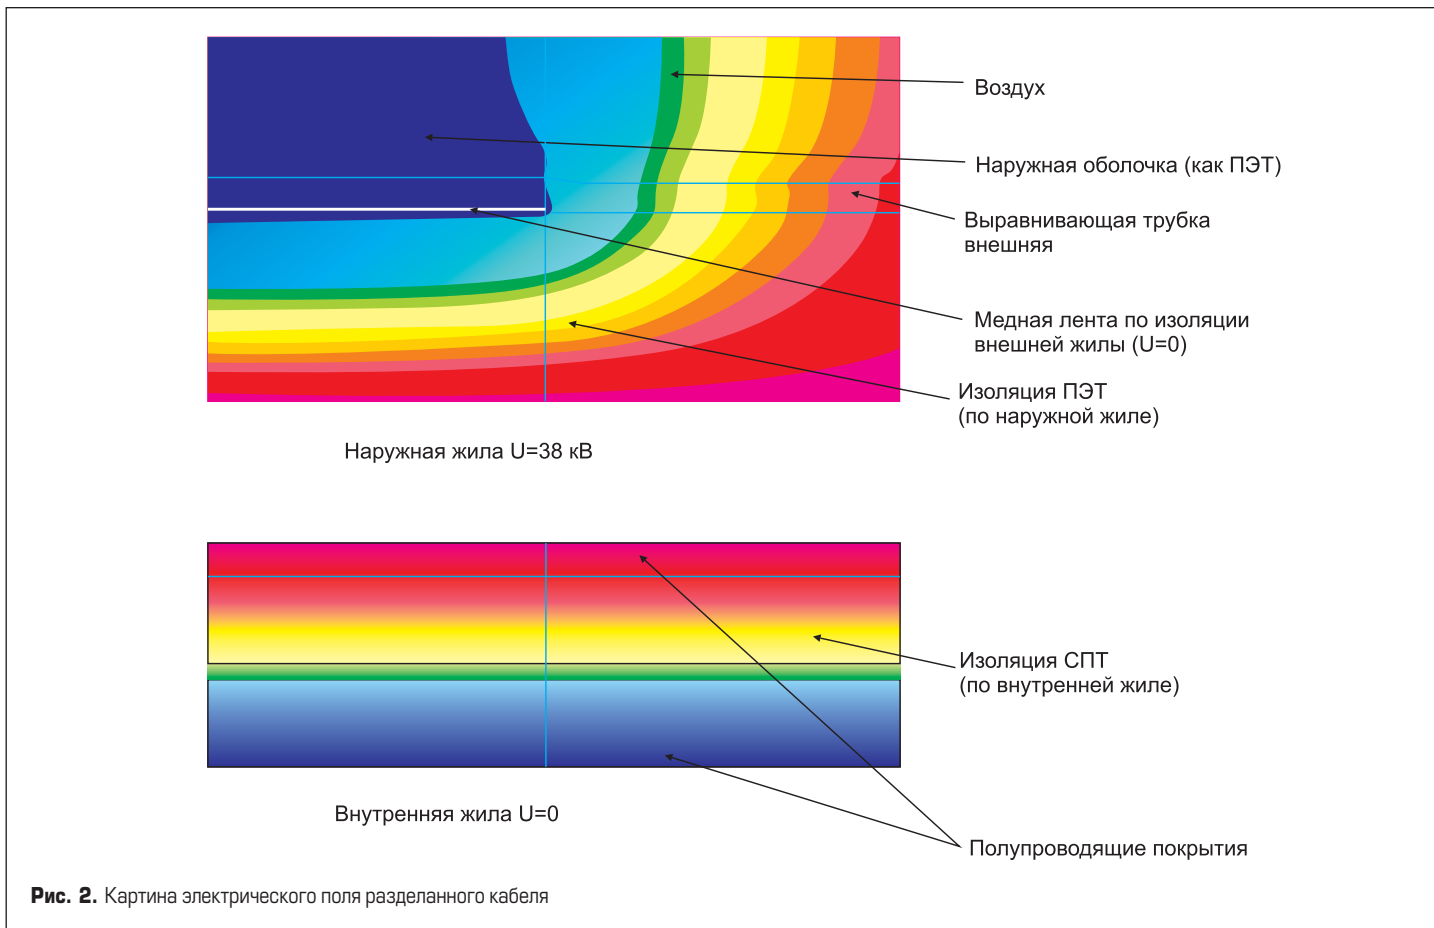 Воздух
Наружная оболочка (как ПЭТ)
Выравнивающая трубка
внешняя
Медная лента по изоляции
внешней жилы (U=0)
Изоляция ПЭТ
(по наружной жиле)
Наружная жила U=38 кВ
Изоляция СПТ
(по внутренней жиле)
Внутренняя жила U=0
Полупроводящие покрытия
Рис. 2. Картина электрического поля разделанного кабеля